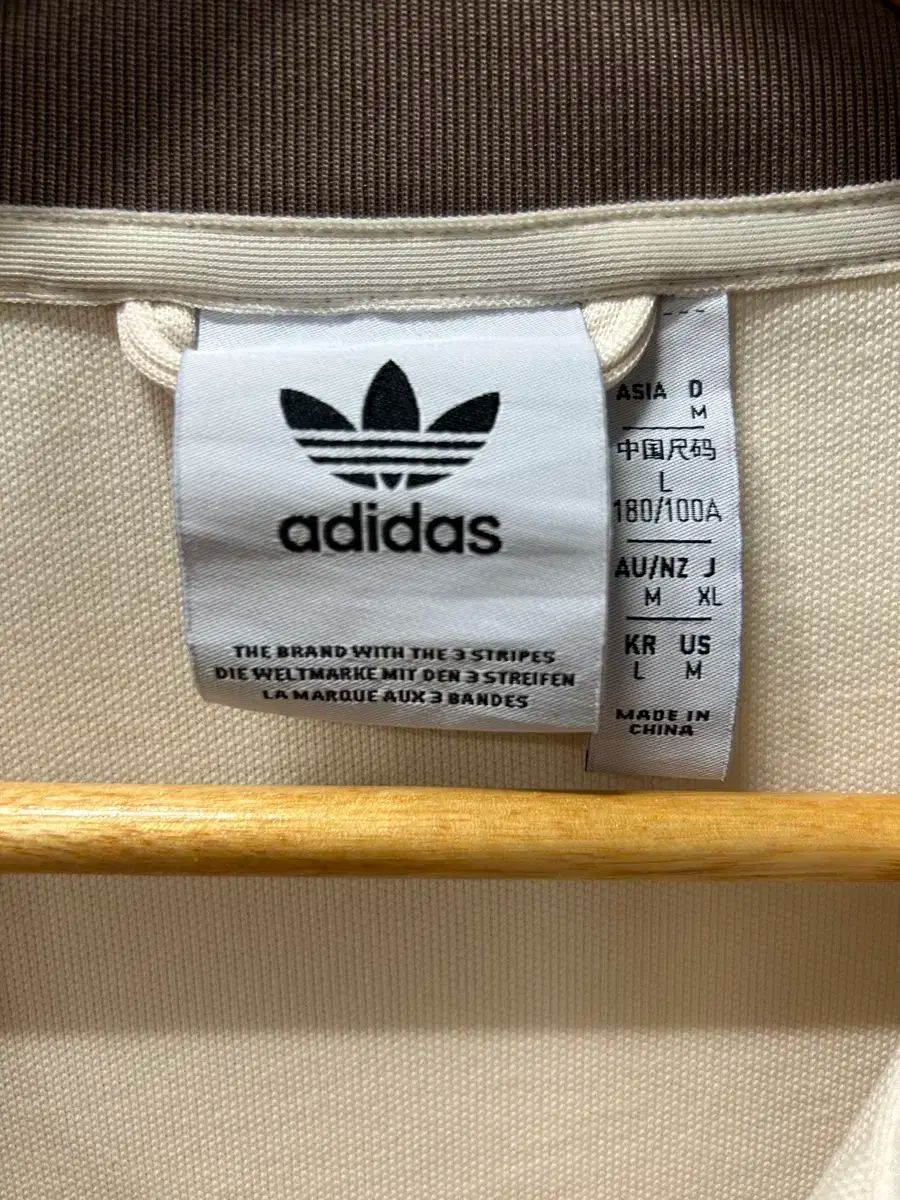 adidas
THE BRAND WITH THE 3 STRIPES
DIE WELTMARKE MIT DEN 3 STREIFEN
LA MARQUE AUX 3 BANDES
ASIA D
M
中国尺码
L
180/100A
AU/NZ J
M XL
KR US
L M
MADE IN
CHINA